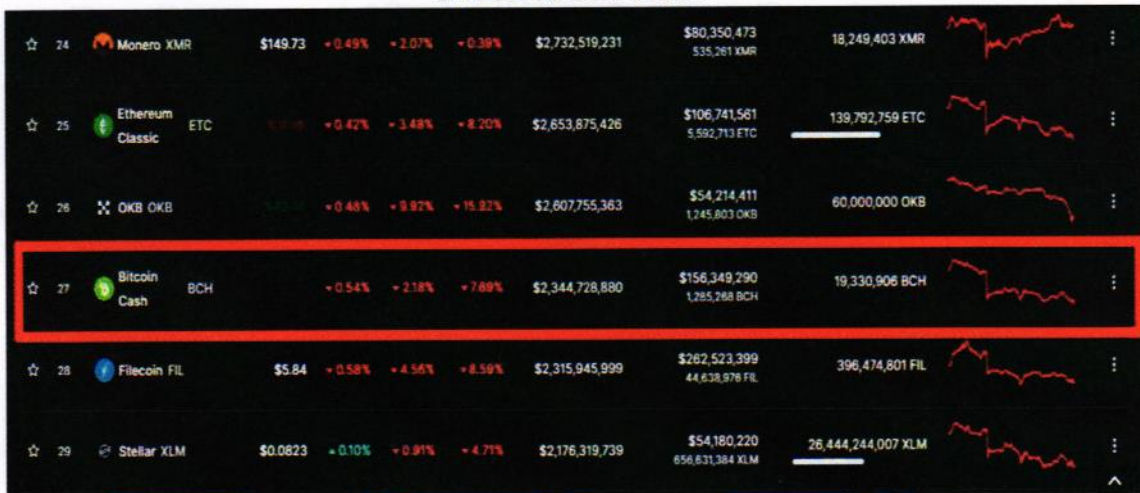 24 Monero XMR $149.73 ▾0.49% ▾2.07% ▾0.39% $2,732,519,231 $80,350,473 18,249,403 XMR
535,261 XMR
25 Ethereum Classic ETC ▾0.42% ▾3.48% ▾8.20% $2,653,875,426 $106,741,561 139,792,759 ETC
5,592,713 ETC
26 OKB OKB ▾0.48% ▾9.92% ▾15.92% $2,607,755,363 $54,214,411 60,000,000 OKB
1,245,803 OKB
27 Bitcoin Cash BCH ▾0.54% ▾2.18% ▾7.69% $2,344,728,880 $156,349,290 19,330,906 BCH
1,285,268 BCH
28 Filecoin FIL $5.84 ▾0.58% ▾4.56% ▾8.59% $2,315,945,999 $262,523,399 396,474,801 FIL
44,638,976 FIL
29 Stellar XLM $0.0823 ▴0.10% ▾0.91% ▾4.71% $2,176,319,739 $54,180,220 26,444,244,007 XLM
656,631,384 XLM